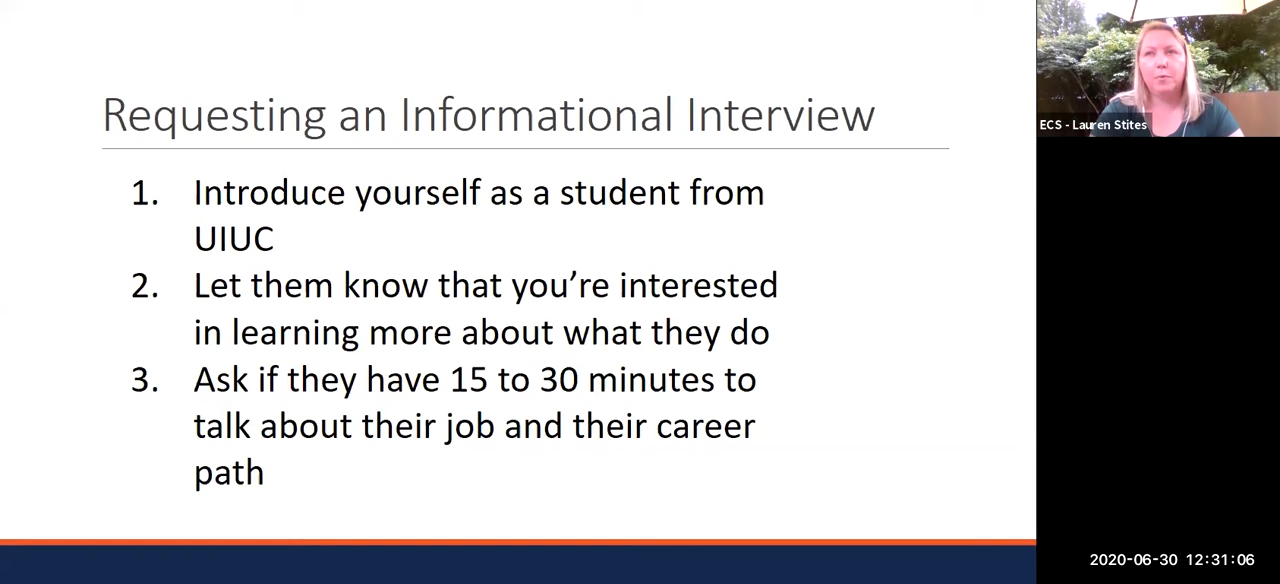 Requesting an Informational Interview
1. Introduce yourself as a student from
UIUC
2. Let them know that you’re interested
in learning more about what they do
3. Ask if they have 15 to 30 minutes to
talk about their job and their career
path
ECS - Lauren Stites
2020-06-30 12:31:06